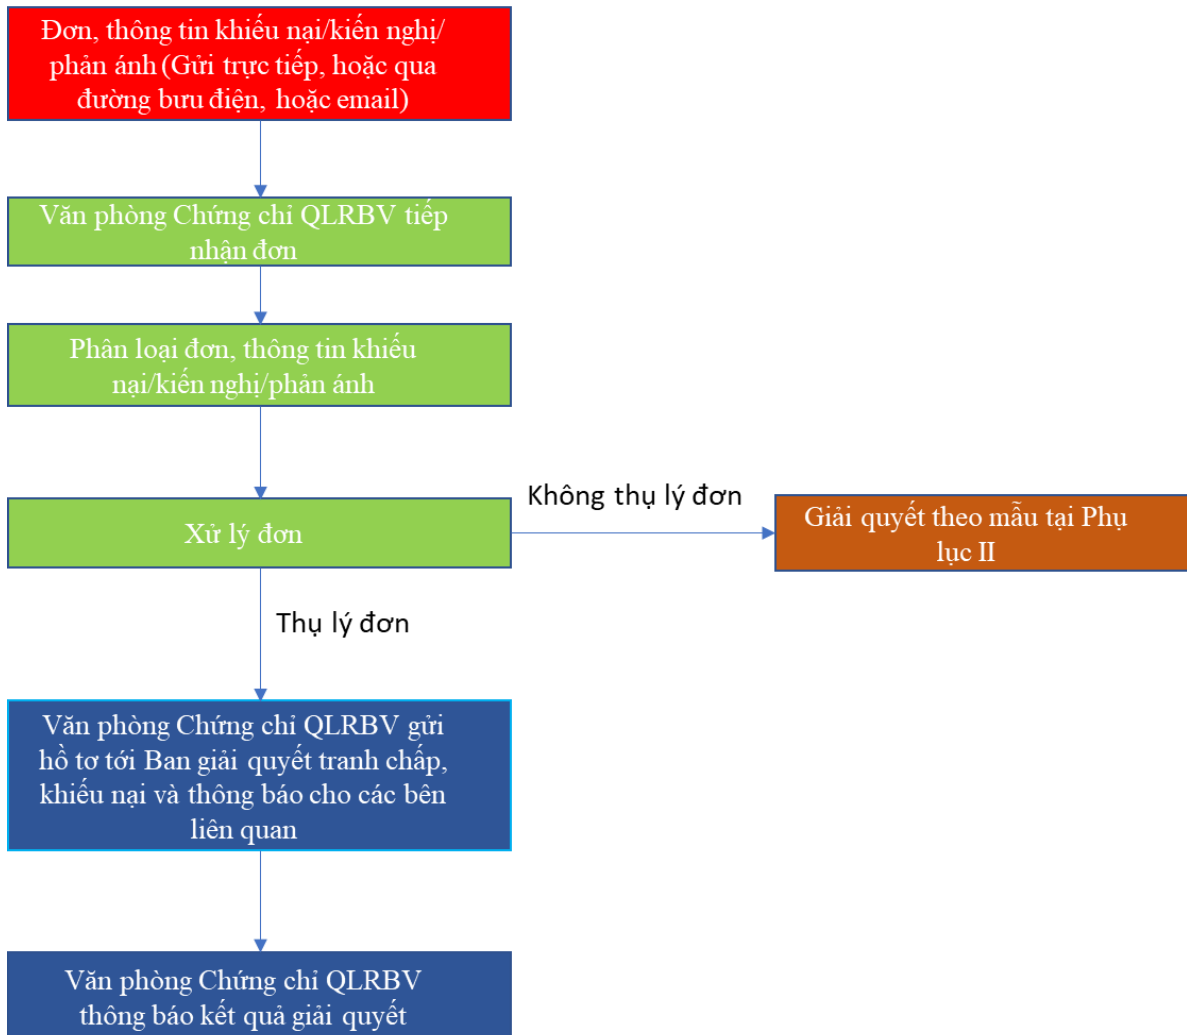 Đơn, thông tin khiếu nại/kiến nghị/
phản ánh (Gửi trực tiếp, hoặc qua
đường bưu điện, hoặc email)
Văn phòng Chứng chỉ QLRBV tiếp
nhận đơn
Phân loại đơn, thông tin khiếu
nại/kiến nghị/phản ánh
Xử lý đơn
Không thụ lý đơn
Giải quyết theo mẫu tại Phụ
lục II
Thụ lý đơn
Văn phòng Chứng chỉ QLRBV gửi
hồ tơ tới Ban giải quyết tranh chấp,
khiếu nại và thông báo cho các bên
liên quan
Văn phòng Chứng chỉ QLRBV
thông báo kết quả giải quyết